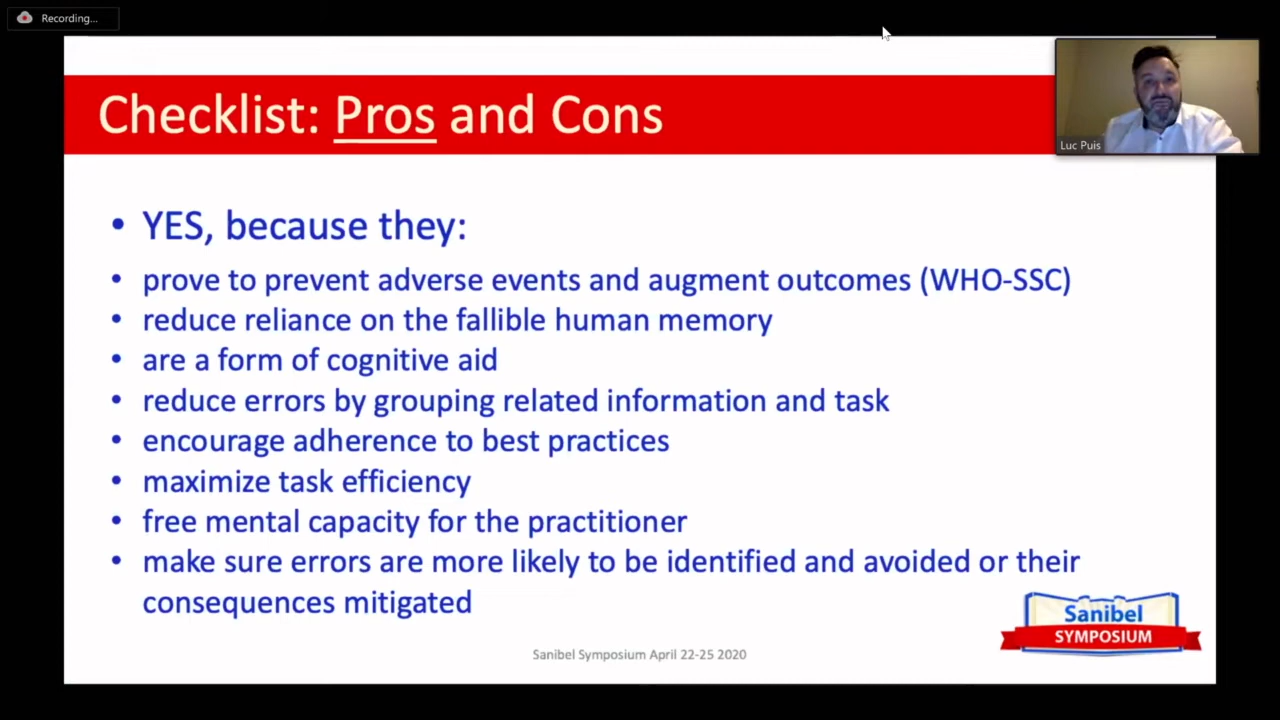 Recording...
Checklist: Pros and Cons
Luc Puis
• YES, because they:
• prove to prevent adverse events and augment outcomes (WHO-SSC)
• reduce reliance on the fallible human memory
• are a form of cognitive aid
• reduce errors by grouping related information and task
• encourage adherence to best practices
• maximize task efficiency
• free mental capacity for the practitioner
• make sure errors are more likely to be identified and avoided or their
consequences mitigated
Sanibel
SYMPOSIUM
Sanibel Symposium April 22-25 2020